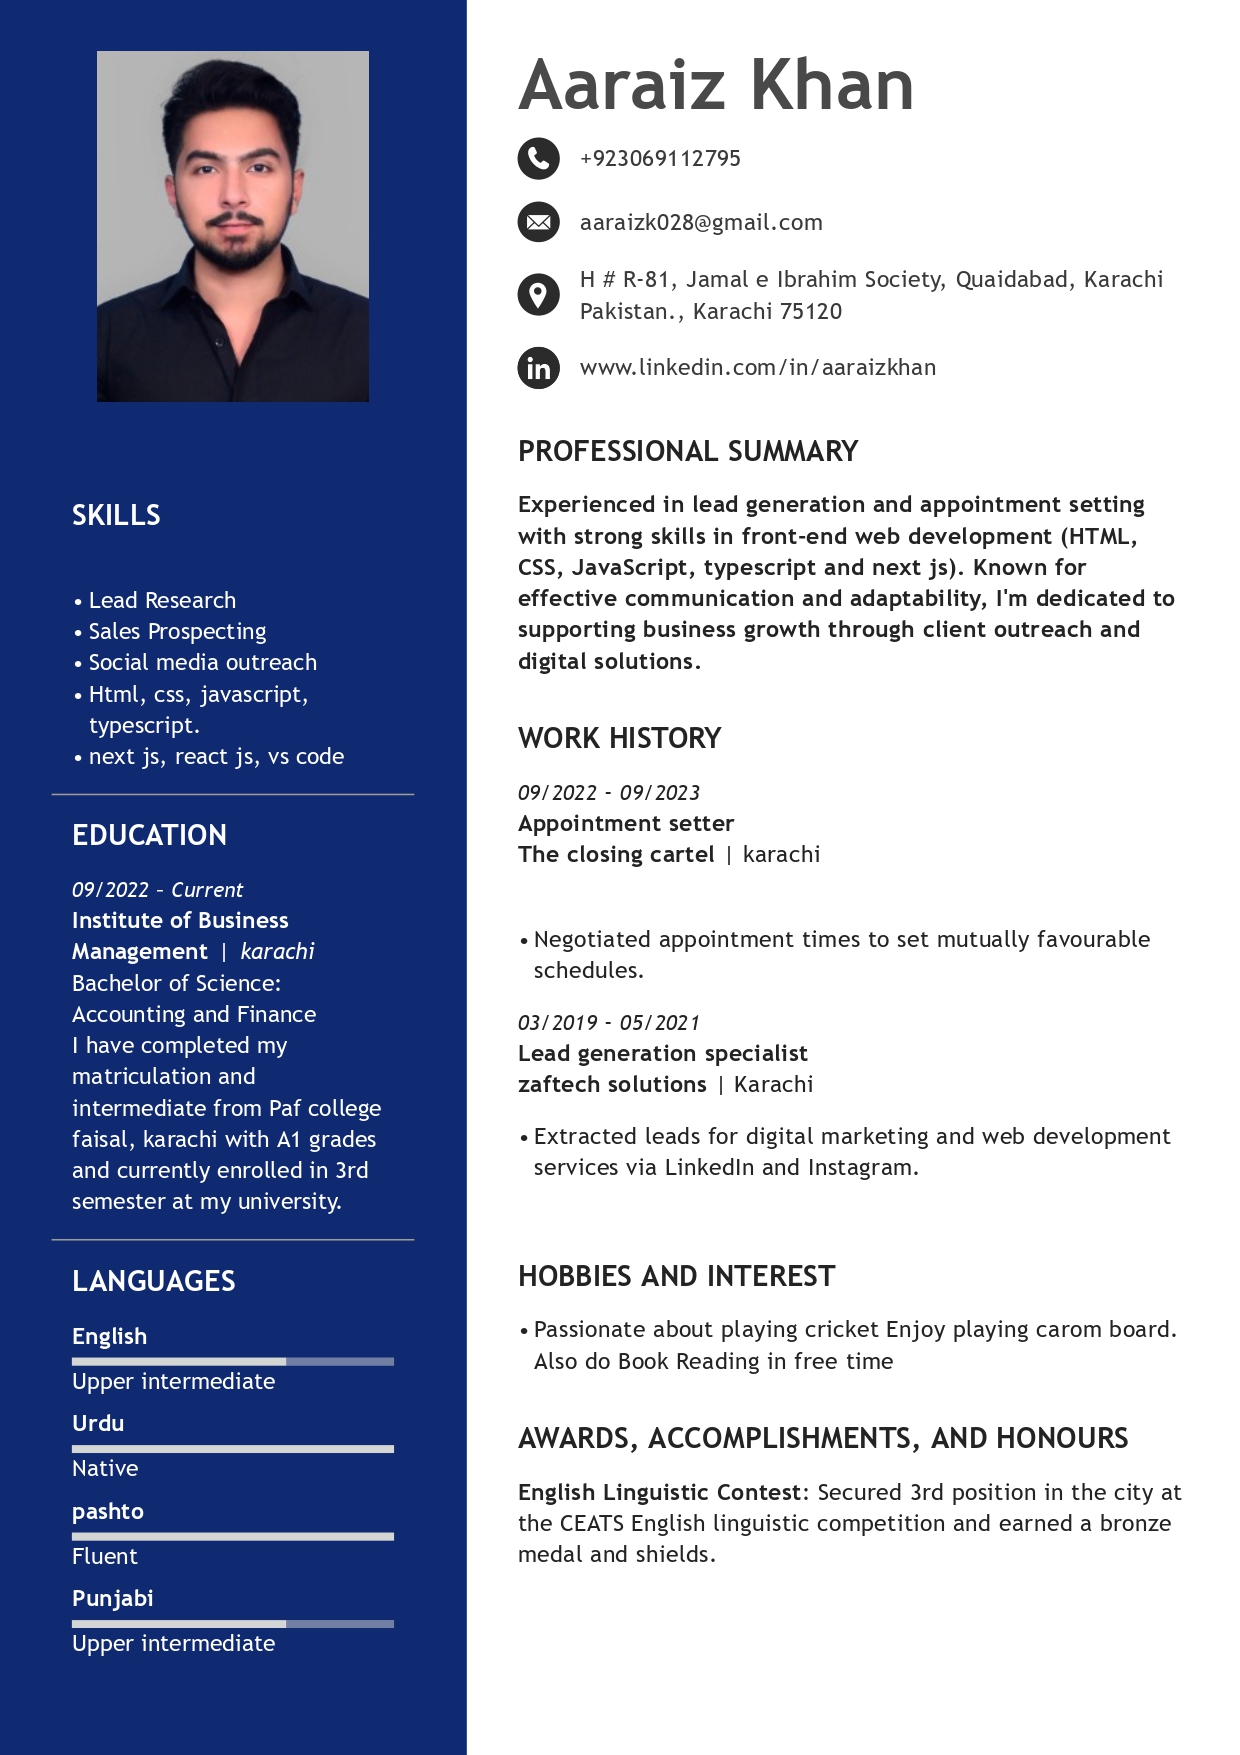 Aaraiz Khan
+923069112795
aaraizk028@gmail.com
H # R-81, Jamal e Ibrahim Society, Quaidabad, Karachi
Pakistan., Karachi 75120
in
www.linkedin.com/in/aaraizkhan
SKILLS
• Lead Research
• Sales Prospecting
• Social media outreach
• Html, css, javascript,
typescript.
• next js, react js, vs code
EDUCATION
09/2022 – Current
Institute of Business
Management | karachi
Bachelor of Science:
Accounting and Finance
I have completed my
matriculation and
intermediate from Paf college
faisal, karachi with A1 grades
and currently enrolled in 3rd
semester at my university.
LANGUAGES
English
Upper intermediate
Urdu
Native
pashto
Fluent
Punjabi
Upper intermediate
PROFESSIONAL SUMMARY
Experienced in lead generation and appointment setting
with strong skills in front-end web development (HTML,
CSS, JavaScript, typescript and next js). Known for
effective communication and adaptability, I'm dedicated to
supporting business growth through client outreach and
digital solutions.
WORK HISTORY
09/2022 - 09/2023
Appointment setter
The closing cartel | karachi
• Negotiated appointment times to set mutually favourable
schedules.
03/2019 - 05/2021
Lead generation specialist
zaftech solutions | Karachi
• Extracted leads for digital marketing and web development
services via LinkedIn and Instagram.
HOBBIES AND INTEREST
• Passionate about playing cricket Enjoy playing carom board.
Also do Book Reading in free time
AWARDS, ACCOMPLISHMENTS, AND HONOURS
English Linguistic Contest: Secured 3rd position in the city at
the CEATS English linguistic competition and earned a bronze
medal and shields.